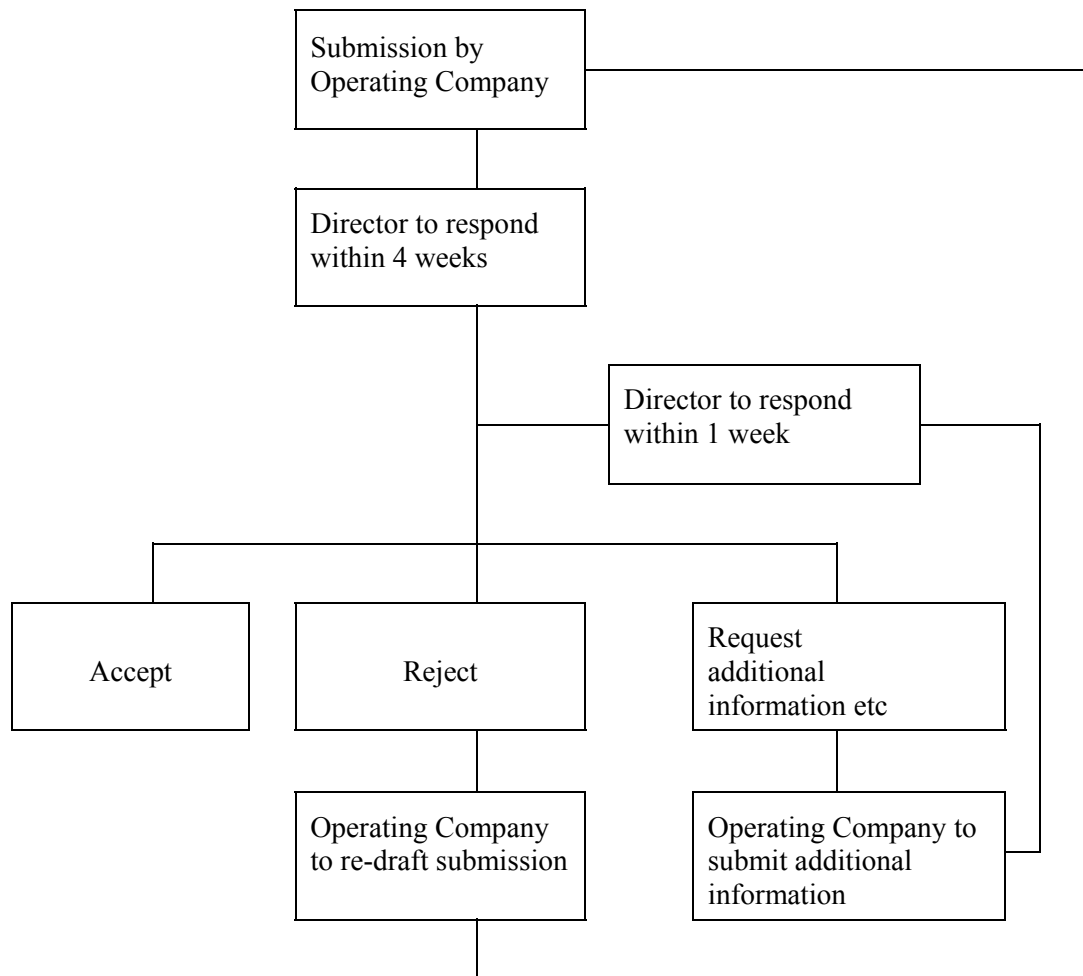 Submission by
Operating Company
Director to respond
within 4 weeks
Director to respond
within 1 week
Accept
Reject
Request
additional
information etc
Operating Company
to re-draft submission
Operating Company to
submit additional
information